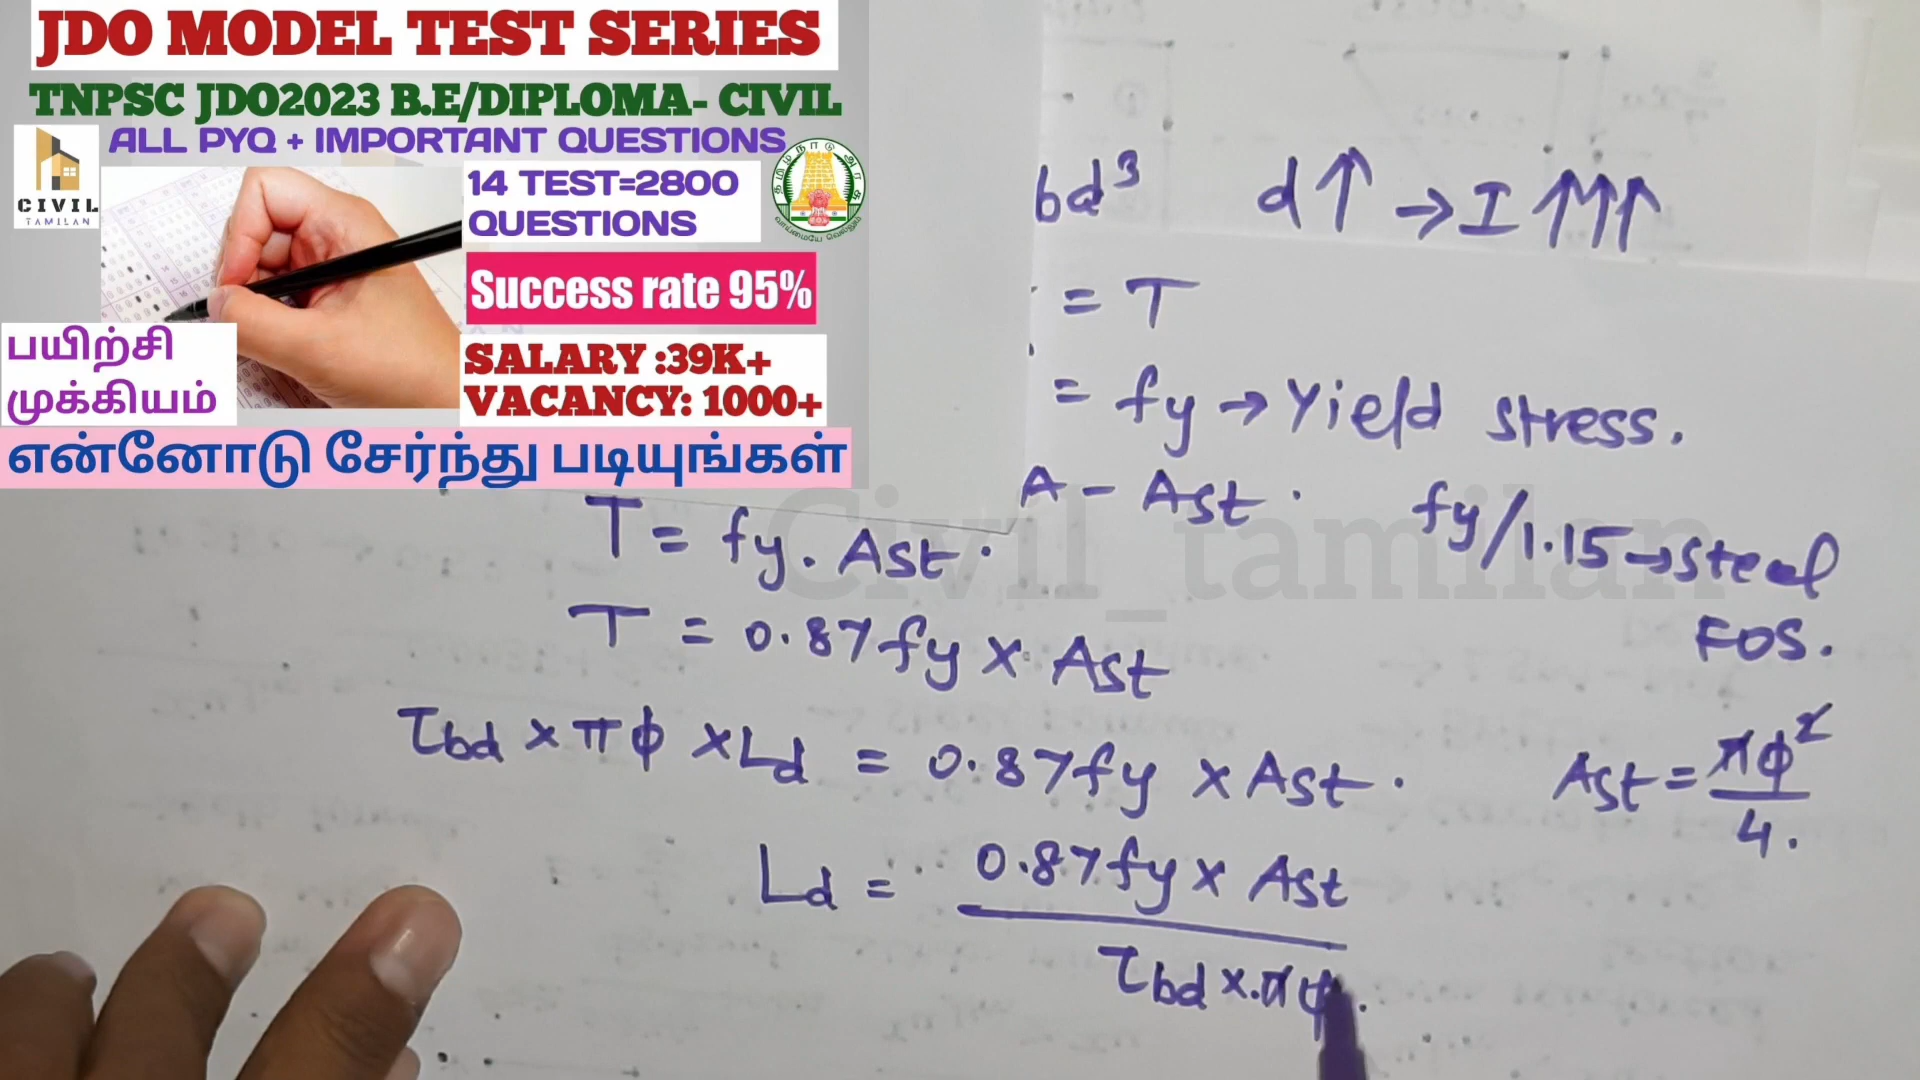 JDO MODEL TEST SERIES
TNPSC JDO2023 B.E/DIPLOMA- CIVIL
ALL PYQ + IMPORTANT QUESTIONS
CIVIL
TAMILAN
14 TEST=2800
QUESTIONS
Success rate 95%
பயிற்சி
முக்கியம்
SALARY :39K+
VACANCY: 1000+
என்னோடு சேர்ந்து படியுங்கள்
bd³ d↑ → I ↑↑↑
= T
= fy → Yield stress.
A - Ast .
fy/1.15 → steel
FOS.
Civil_tamilan
T = fy . Ast .
T = 0.87fy x Ast
τbd x πφ x Ld = 0.87fy x Ast .
Ast = πφ²
4.
Ld = 0.87fy x Ast
τbd x πφ .